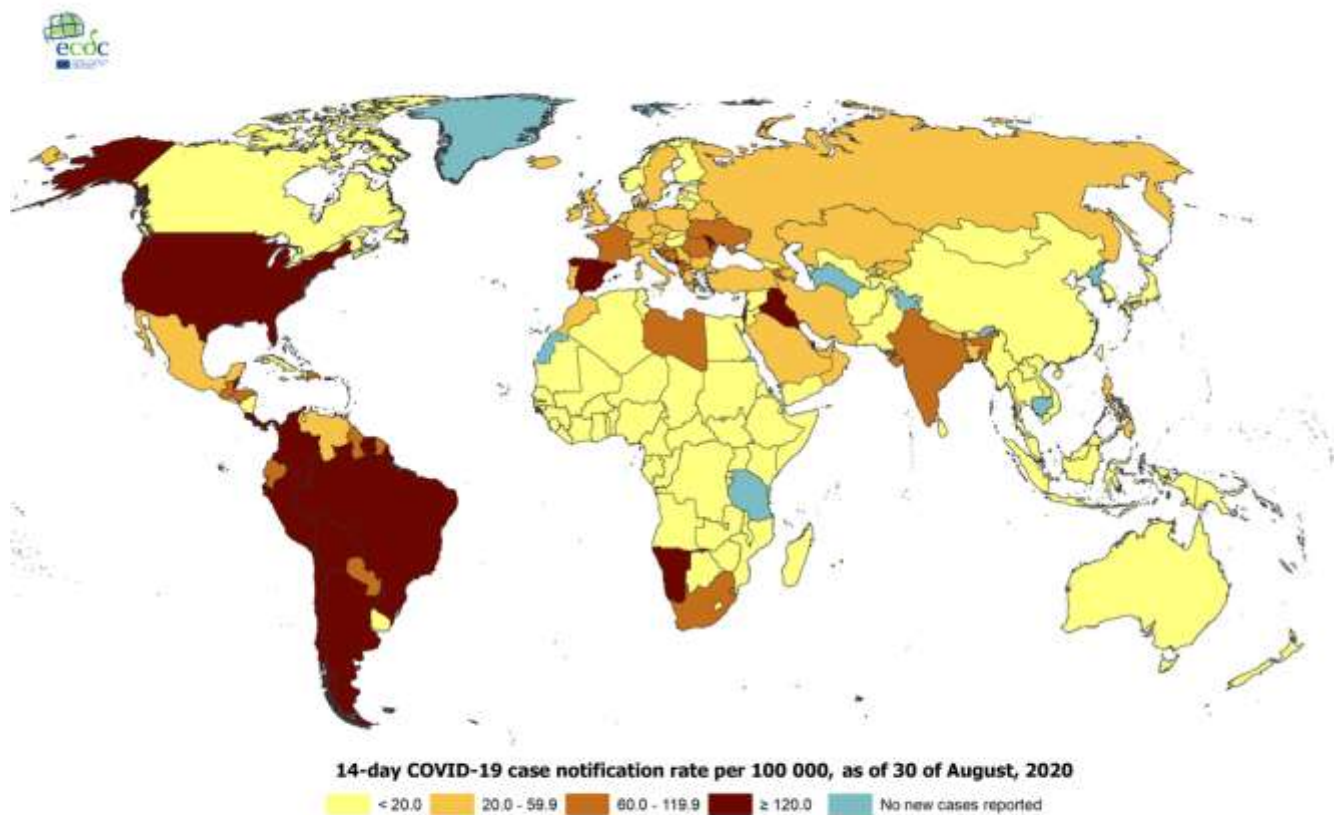 ecdc
14-day COVID-19 case notification rate per 100 000, as of 30 of August, 2020
< 20.0 20.0 - 59.9 60.0 - 119.9 ≥ 120.0 No new cases reported